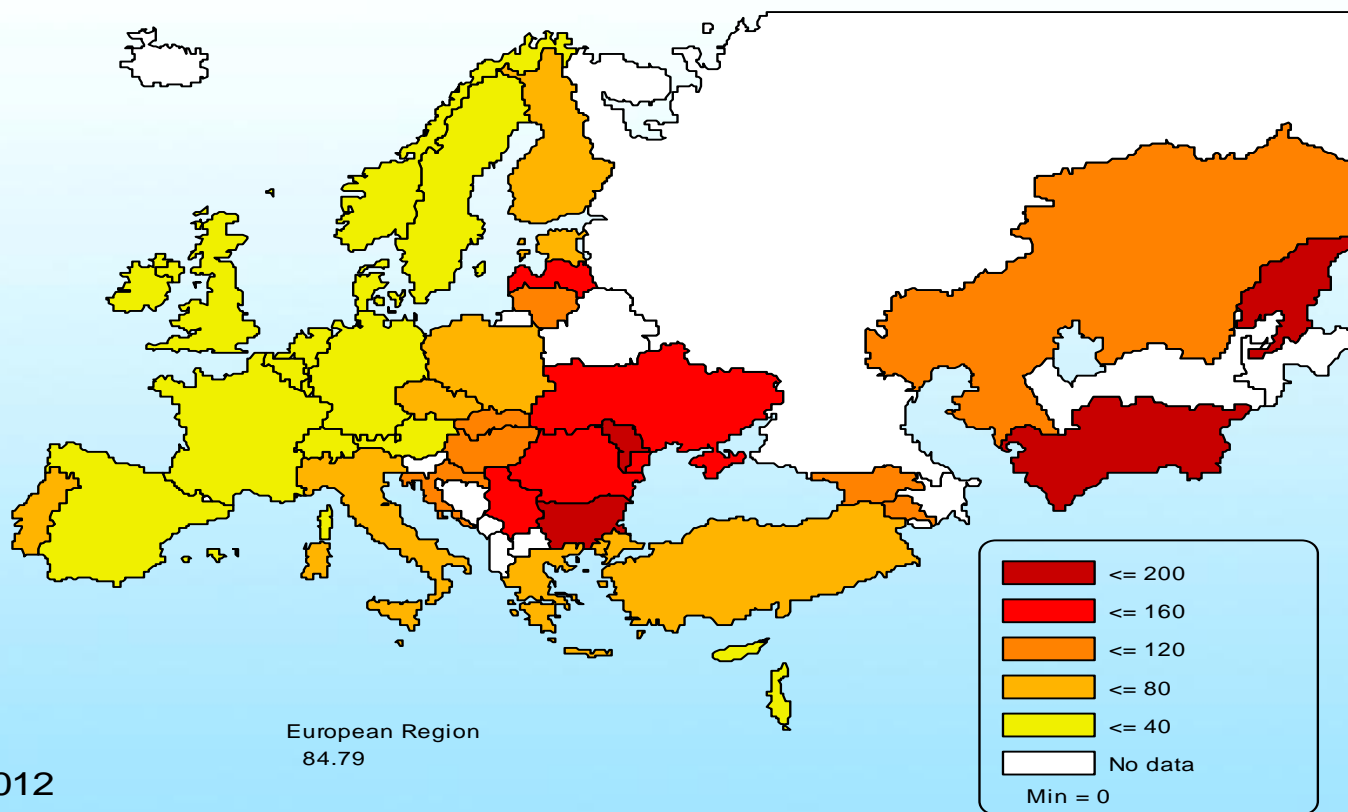 <= 200
<= 160
<= 120
<= 80
<= 40
No data
Min = 0
European Region
84.79
012